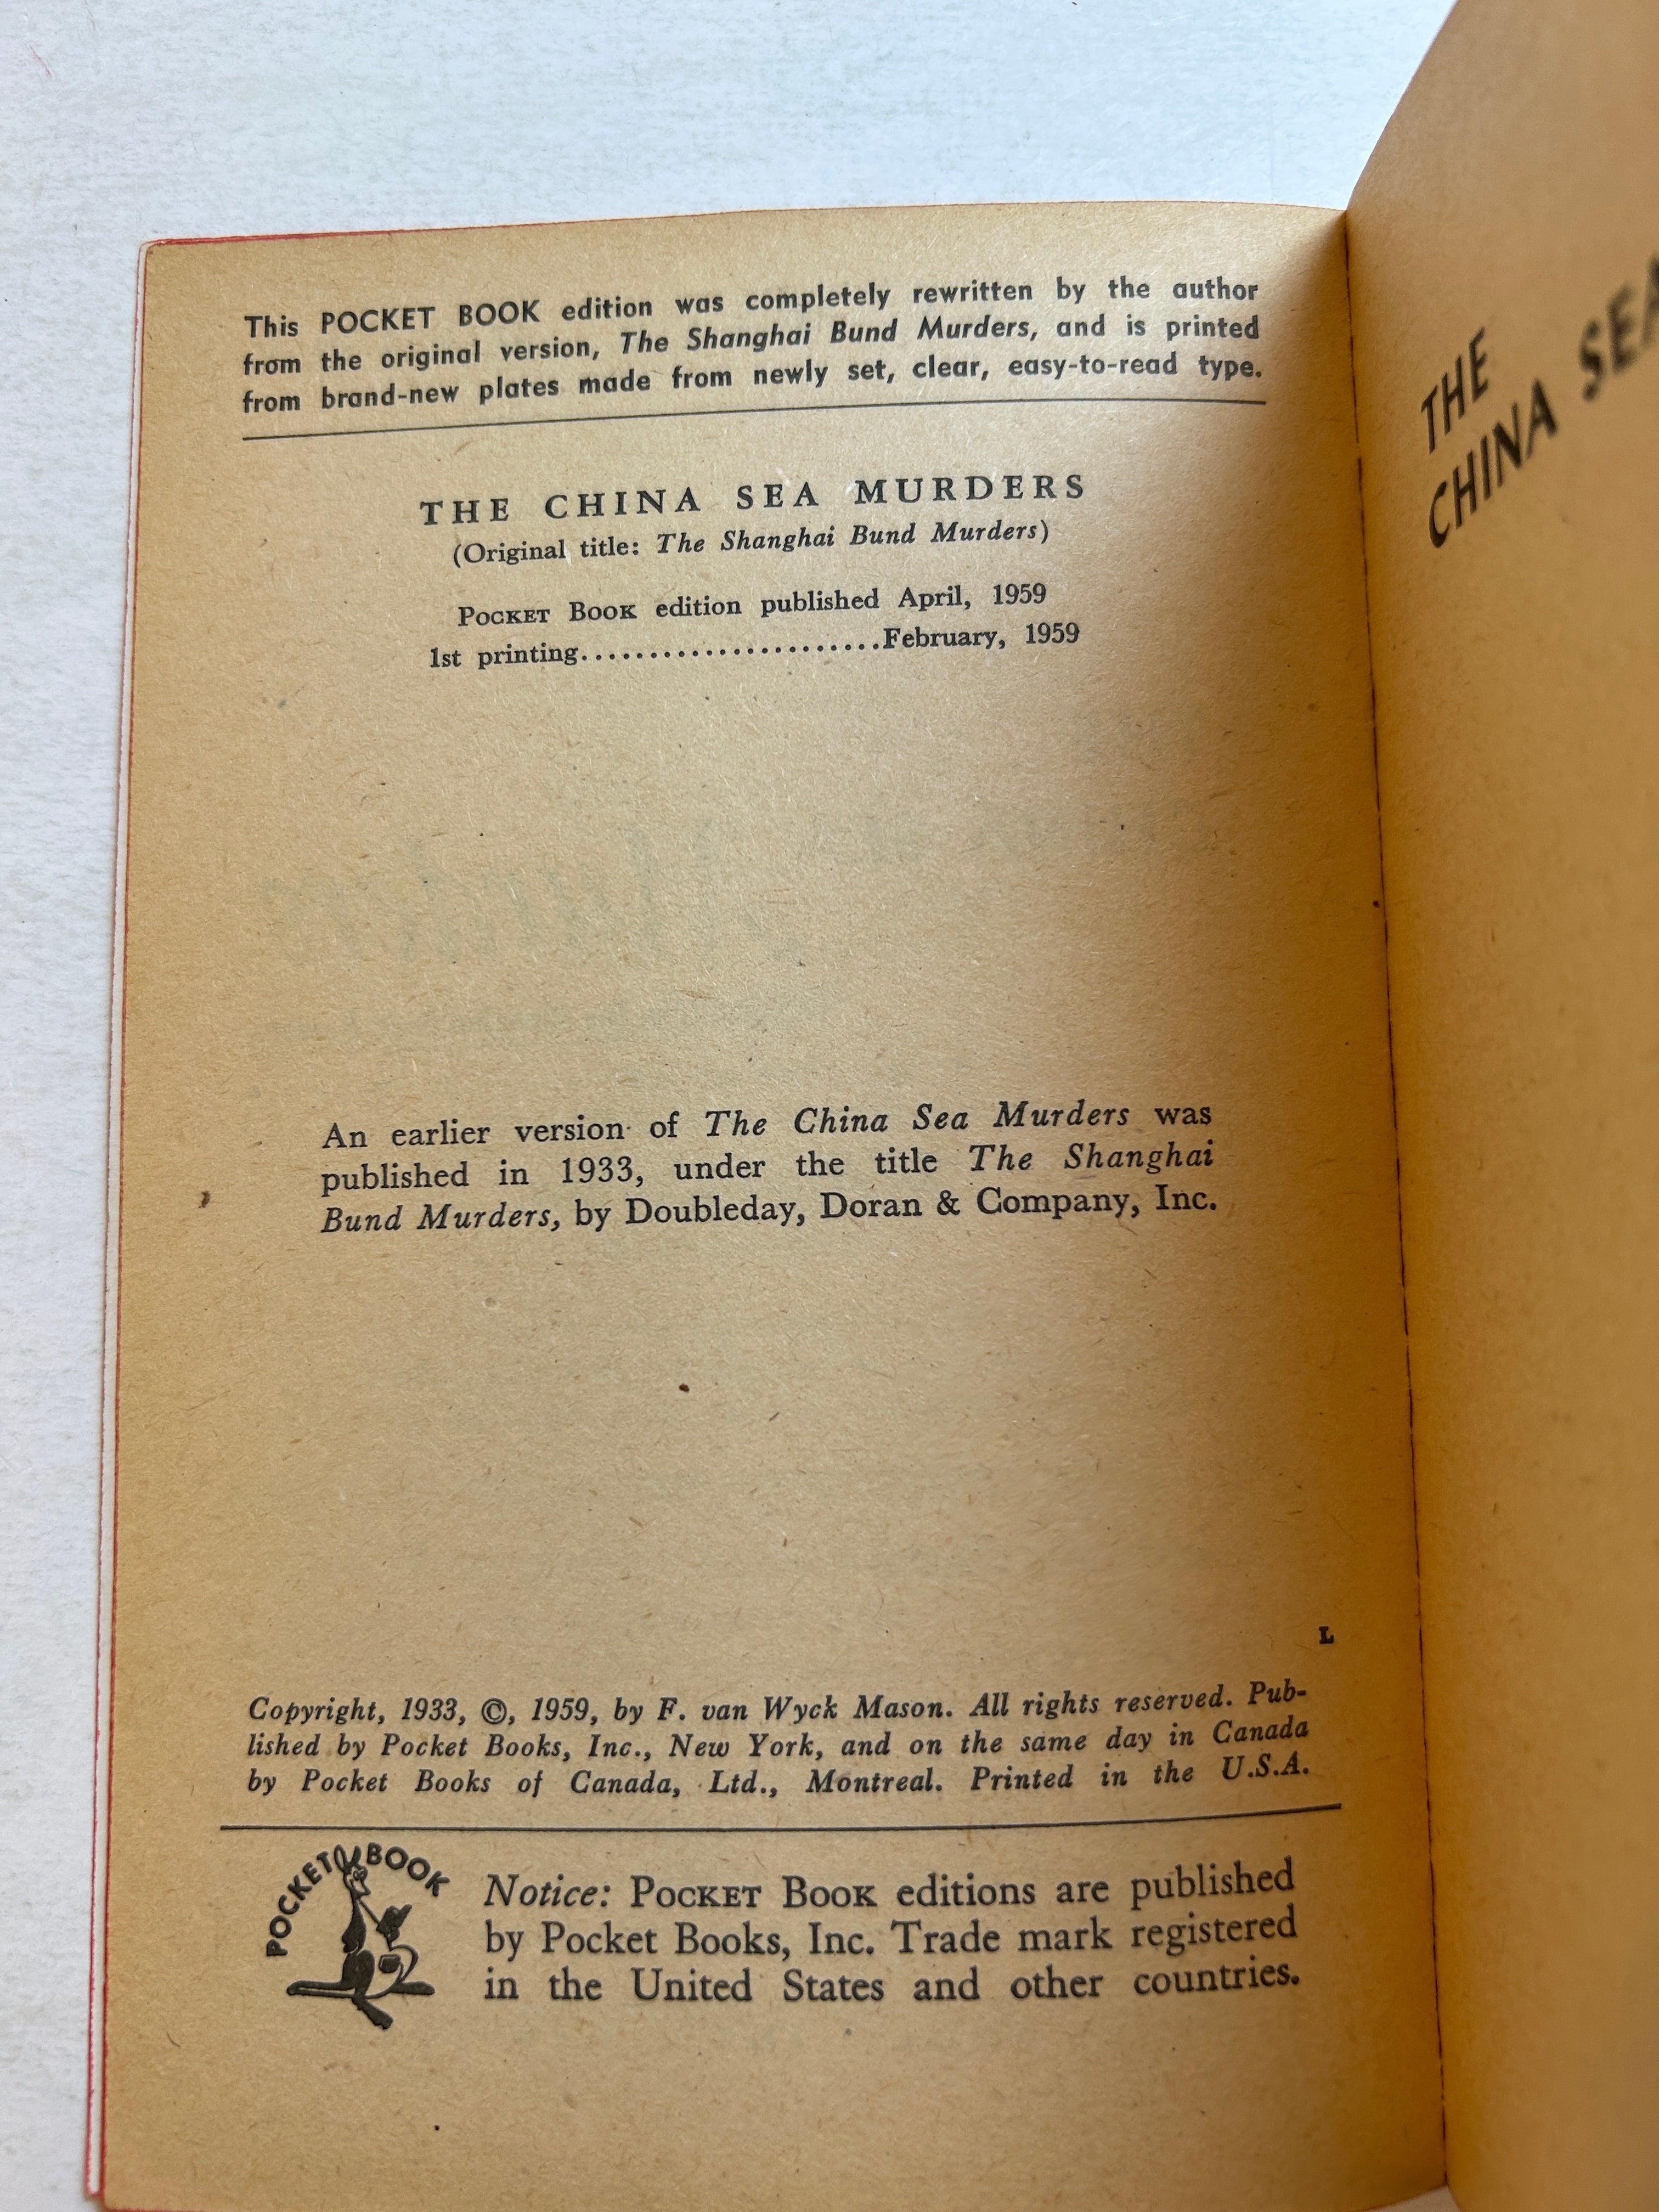 This POCKET BOOK edition was completely rewritten by the author
from the original version, The Shanghai Bund Murders, and is printed
from brand-new plates made from newly set, clear, easy-to-read type.
THE CHINA SEA MURDERS
(Original title: The Shanghai Bund Murders)
POCKET BOOK edition published April, 1959
1st printing......................February, 1959
An earlier version of The China Sea Murders was
published in 1933, under the title The Shanghai
Bund Murders, by Doubleday, Doran & Company, Inc.
L
Copyright, 1933, ©, 1959, by F. van Wyck Mason. All rights reserved. Pub-
lished by Pocket Books, Inc., New York, and on the same day in Canada
by Pocket Books of Canada, Ltd., Montreal. Printed in the U.S.A.
POCKET BOOK
Notice: POCKET BOOK editions are published
by Pocket Books, Inc. Trade mark registered
in the United States and other countries.
THE
CHINA SEA